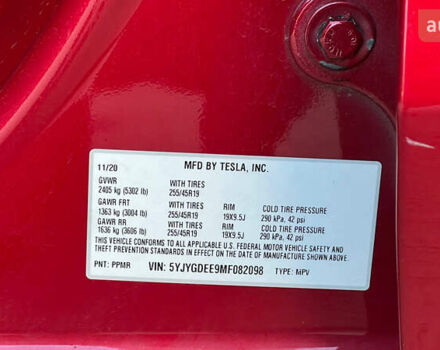 au
11/20 MFD BY TESLA, INC.
GVWR WITH TIRES
2405 kg (5302 lb) 255/45R19
GAWR FRT WITH TIRES RIM COLD TIRE PRESSURE
1363 kg (3004 lb) 255/45R19 19X9.5J 290 kPa, 42 psi
GAWR RR WITH TIRES RIM COLD TIRE PRESSURE
1636 kg (3606 lb) 255/45R19 19X9.5J 290 kPa, 42 psi
THIS VEHICLE CONFORMS TO ALL APPLICABLE U.S. FEDERAL MOTOR VEHICLE SAFETY AND
THEFT PREVENTION STANDARDS IN EFFECT ON THE DATE OF MANUFACTURE SHOWN ABOVE.
PNT: PPMR VIN: 5YJYGDEE9MF082098 TYPE: MPV